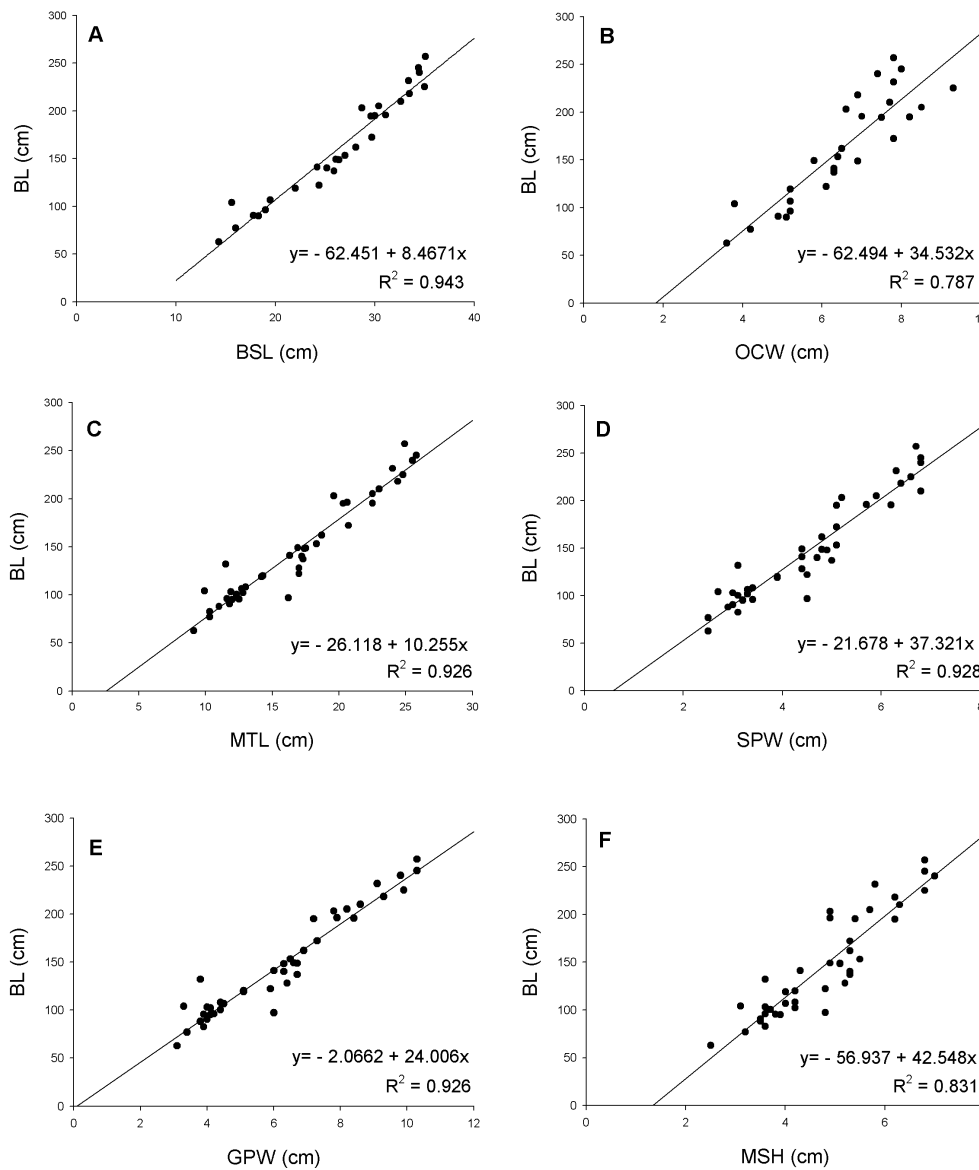 A
300
250
200
150
100
50
0
BL (cm)
y= - 62.451 + 8.4671x
R² = 0.943
0 10 20 30 40
BSL (cm)
B
300
250
200
150
100
50
0
BL (cm)
y= - 62.494 + 34.532x
R² = 0.787
0 2 4 6 8 1
OCW (cm)
C
300
250
200
150
100
50
0
BL (cm)
y= - 26.118 + 10.255x
R² = 0.926
0 5 10 15 20 25 30
MTL (cm)
D
300
250
200
150
100
50
0
BL (cm)
y= - 21.678 + 37.321x
R² = 0.928
0 2 4 6 8
SPW (cm)
E
300
250
200
150
100
50
0
BL (cm)
y= - 2.0662 + 24.006x
R² = 0.926
0 2 4 6 8 10 12
GPW (cm)
F
300
250
200
150
100
50
0
BL (cm)
y= - 56.937 + 42.548x
R² = 0.831
0 2 4 6
MSH (cm)